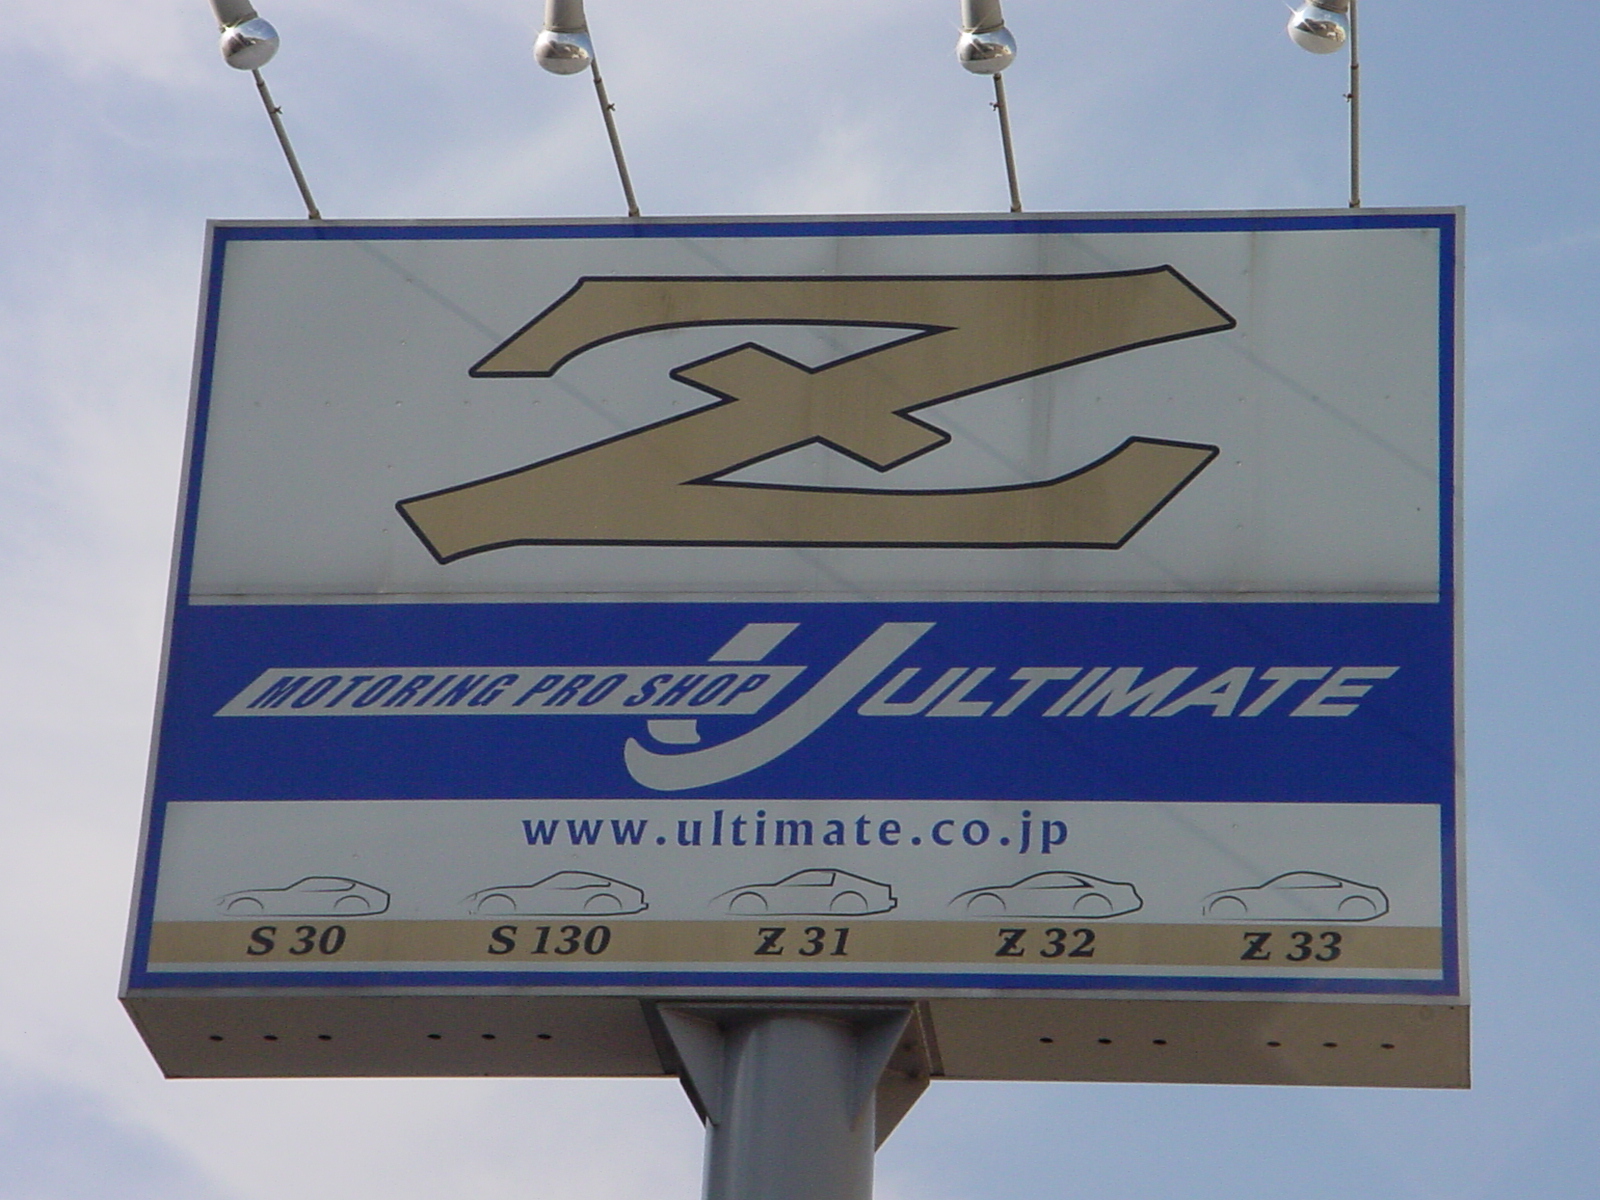 Z
MOTORING PRO SHOP ULTIMATE
www.ultimate.co.jp
S 30 S 130 Z 31 Z 32 Z 33